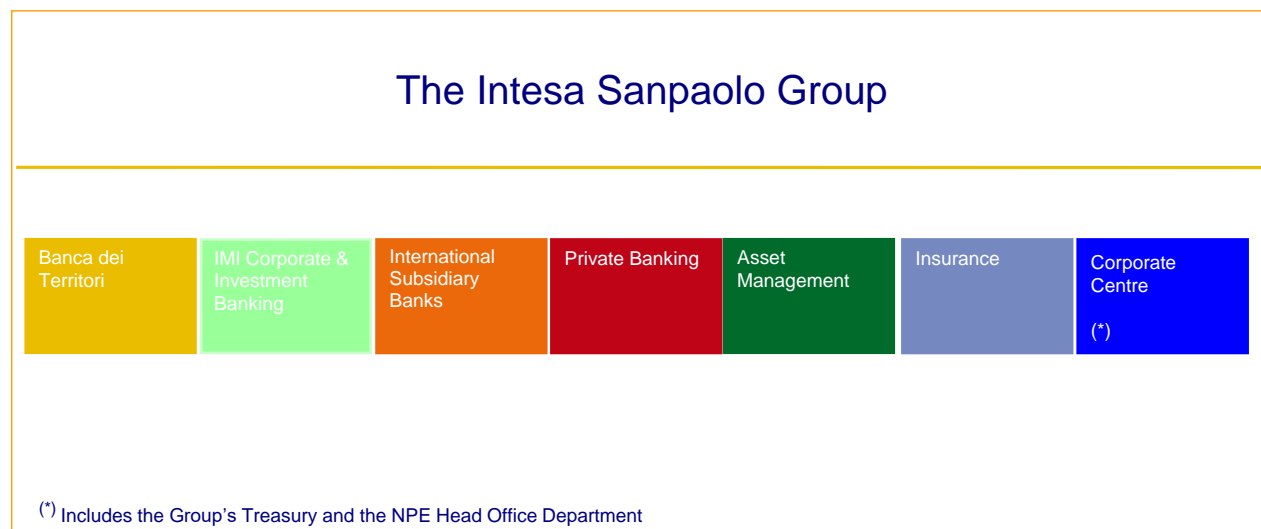 The Intesa Sanpaolo Group
Banca dei
Territori
IMI Corporate &
Investment
Banking
International
Subsidiary
Banks
Private Banking
Asset
Management
Insurance
Corporate
Centre
(*)
(*) Includes the Group's Treasury and the NPE Head Office Department